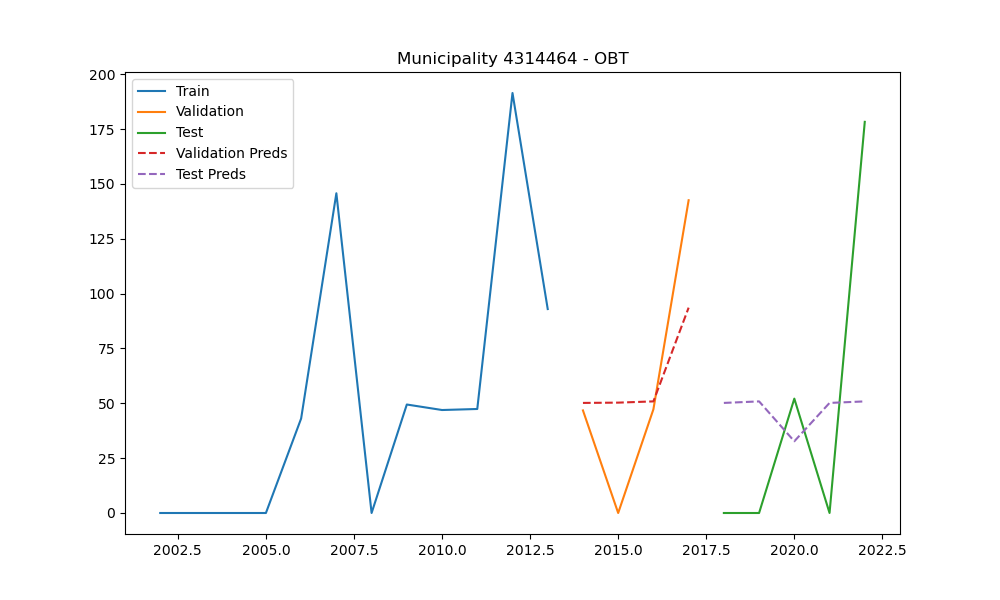 Municipality 4314464 - OBT
200
175
150
125
100
75
50
25
0
Train
Validation
Test
Validation Preds
Test Preds
2002.5 2005.0 2007.5 2010.0 2012.5 2015.0 2017.5 2020.0 2022.5